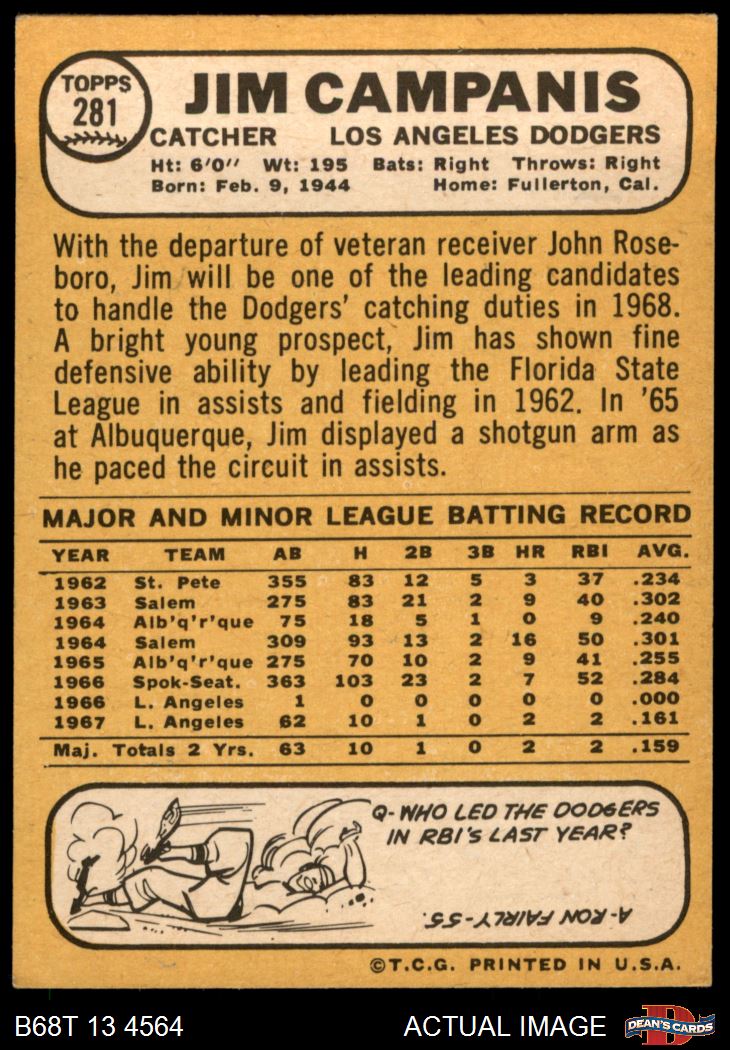 TOPPS
281
JIM CAMPANIS
CATCHER LOS ANGELES DODGERS
Ht: 6'0" Wt: 195 Bats: Right Throws: Right
Born: Feb. 9, 1944 Home: Fullerton, Cal.
With the departure of veteran receiver John Rose-
boro, Jim will be one of the leading candidates
to handle the Dodgers' catching duties in 1968.
A bright young prospect, Jim has shown fine
defensive ability by leading the Florida State
League in assists and fielding in 1962. In '65
at Albuquerque, Jim displayed a shotgun arm as
he paced the circuit in assists.
MAJOR AND MINOR LEAGUE BATTING RECORD
YEAR TEAM AB H 2B 3B HR RBI AVG.
1962 St. Pete 355 83 12 5 3 37 .234
1963 Salem 275 83 21 2 9 40 .302
1964 Alb'q'r'que 75 18 5 1 0 9 .240
1964 Salem 309 93 13 2 16 50 .301
1965 Alb'q'r'que 275 70 10 2 9 41 .255
1966 Spok-Seat. 363 103 23 2 7 52 .284
1966 L. Angeles 1 0 0 0 0 0 .000
1967 L. Angeles 62 10 1 0 2 2 .161
Maj. Totals 2 Yrs. 63 10 1 0 2 2 .159
Q-WHO LED THE DODGERS
IN RBI'S LAST YEAR?
A-RON FAIRLY-55.
©T.C.G. PRINTED IN U.S.A.
B68T 13 4564 ACTUAL IMAGE
D
DEAN'S CARDS